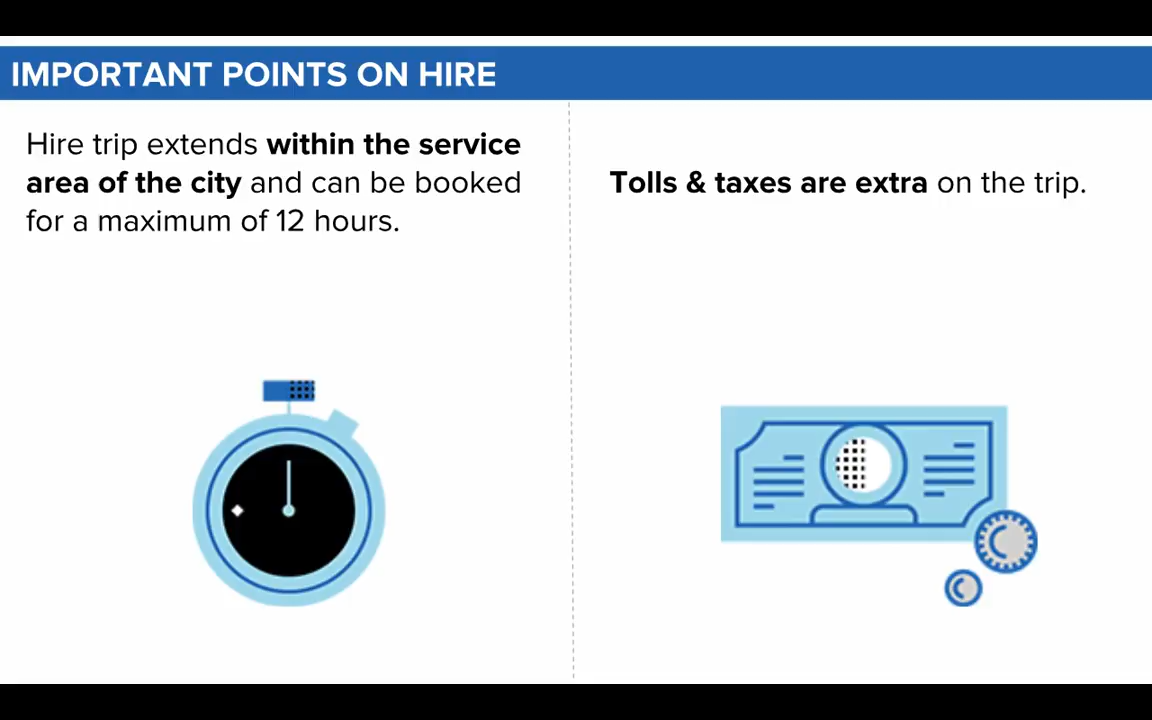 IMPORTANT POINTS ON HIRE
Hire trip extends within the service
area of the city and can be booked
for a maximum of 12 hours.
Tolls & taxes are extra on the trip.